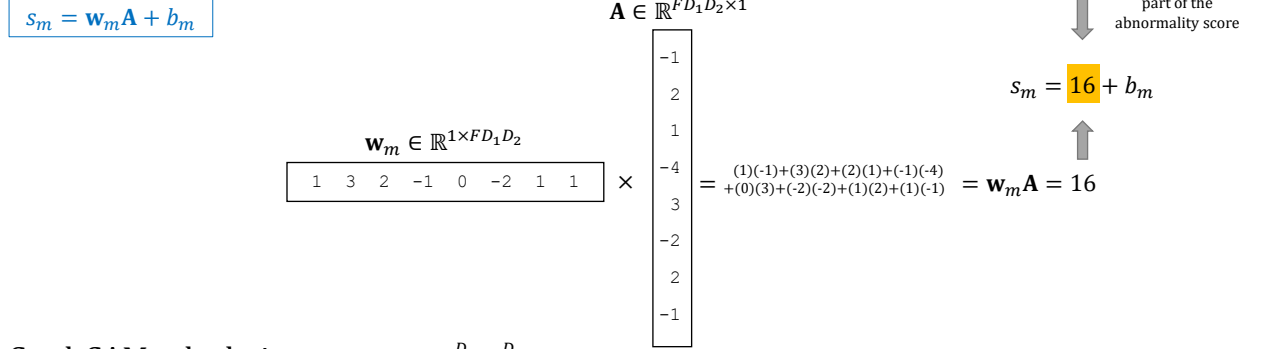 s_m = w_m A + b_m
A ∈ ℝ^{FD_1D_2×1}
part of the
abnormality score
-1
2
1
-4
3
-2
2
-1
s_m = 16 + b_m
w_m ∈ ℝ^{1×FD_1D_2}
1 3 2 -1 0 -2 1 1
×
= (1)(-1)+(3)(2)+(2)(1)+(-1)(-4)
+(0)(3)+(-2)(-2)+(1)(2)+(1)(-1)
= w_m A = 16